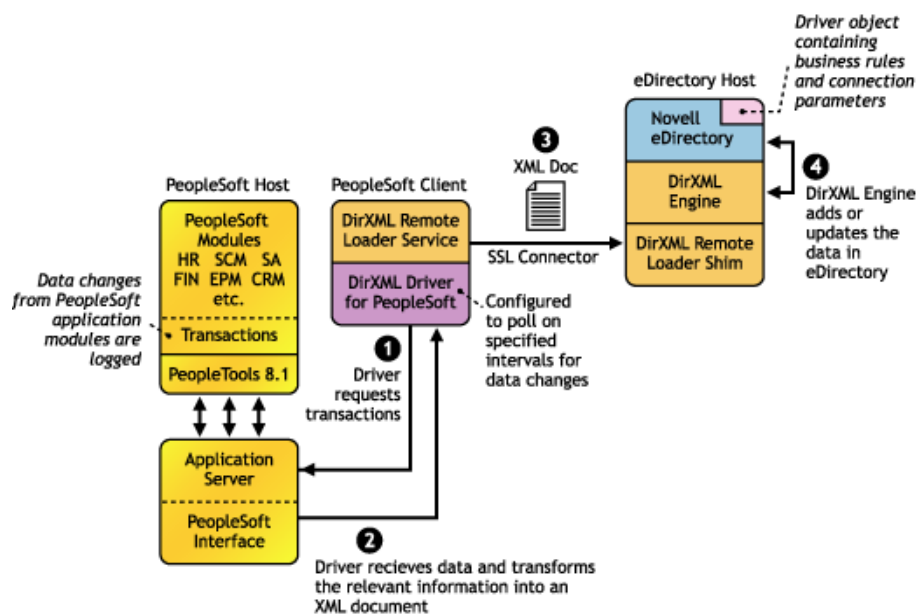 Driver object
containing
business rules
and connection
parameters
eDirectory Host
Novell
eDirectory
DirXML
Engine
DirXML Remote
Loader Shim
4
DirXML Engine
adds or
updates the
data in
eDirectory
3
XML Doc
SSL Connector
PeopleSoft Host
PeopleSoft
Modules
HR SCM SA
FIN EPM CRM
etc.
Transactions
PeopleTools 8.1
Data changes
from PeopleSoft
application
modules are
logged
PeopleSoft Client
DirXML Remote
Loader Service
DirXML Driver
for PeopleSoft
Configured
to poll on
specified
intervals for
data changes
1
Driver
requests
transactions
Application
Server
PeopleSoft
Interface
2
Driver recieves data and transforms
the relevant information into an
XML document